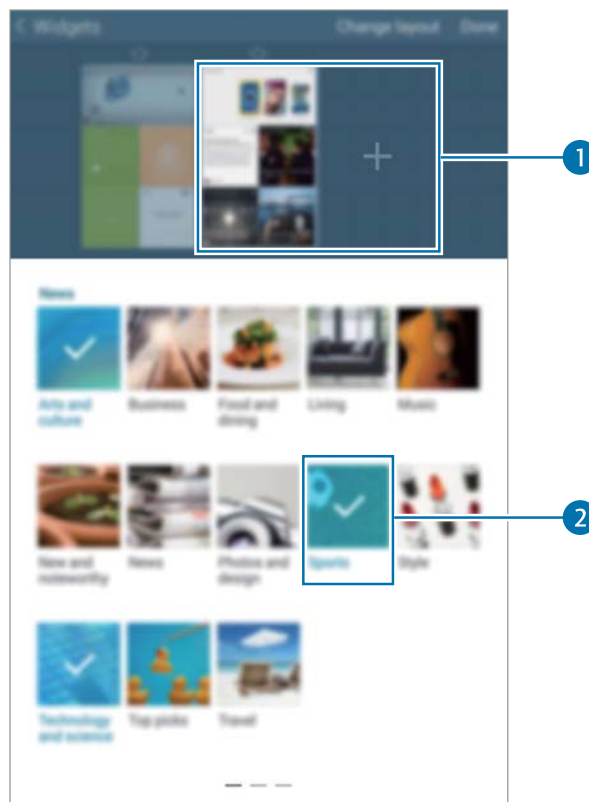 Widgets Change layout Done
1
News
Arts and Business Food and Living Music
culture dining
2
New and News Photos and Sports Style
noteworthy design
Technology Top picks Travel
and science